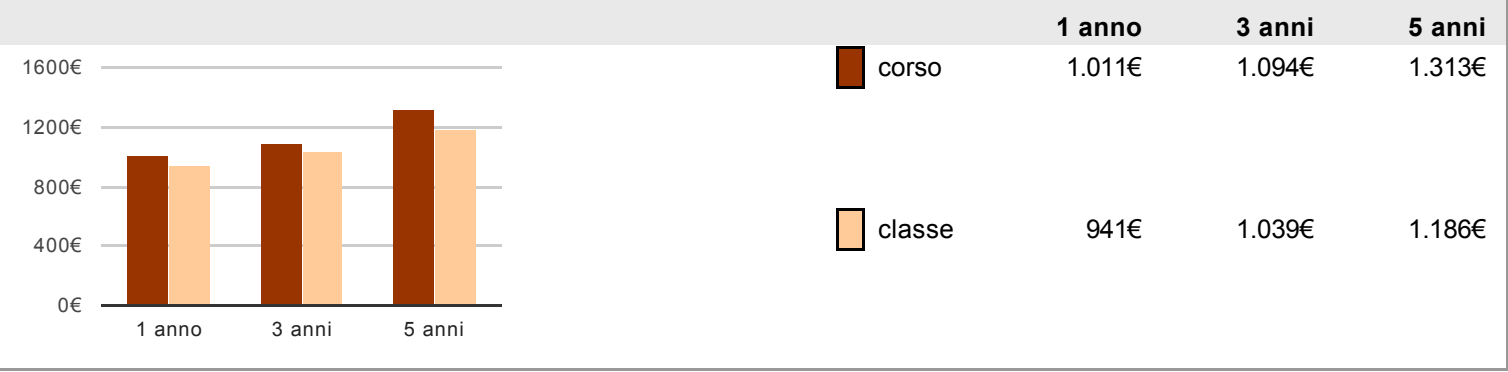 1 anno 3 anni 5 anni
1600€
1200€
800€
400€
0€
1 anno 3 anni 5 anni
corso 1.011€ 1.094€ 1.313€
classe 941€ 1.039€ 1.186€